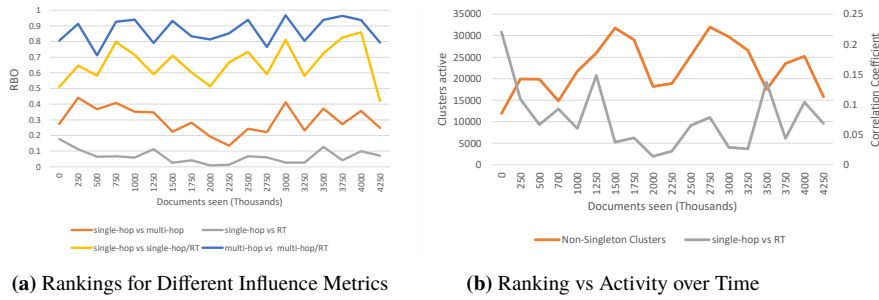 1
0.9
0.8
0.7
0.6
0.5
0.4
0.3
0.2
0.1
0
RBO
0 250 500 750 1000 1250 1500 1750 2000 2250 2500 2750 3000 3250 3500 3750 4000 4250
Documents seen (Thousands)
single-hop vs multi-hop single-hop vs RT
single-hop vs single-hop/RT multi-hop vs multi-hop/RT
(a) Rankings for Different Influence Metrics
35000
30000
25000
20000
15000
10000
5000
0
Clusters active
0.25
0.2
0.15
0.1
0.05
0
Correlation Coefficient
0 250 500 750 1000 1250 1500 1750 2000 2250 2500 2750 3000 3250 3500 3750 4000 4250
Documents seen (Thousands)
Non-Singleton Clusters single-hop vs RT
(b) Ranking vs Activity over Time